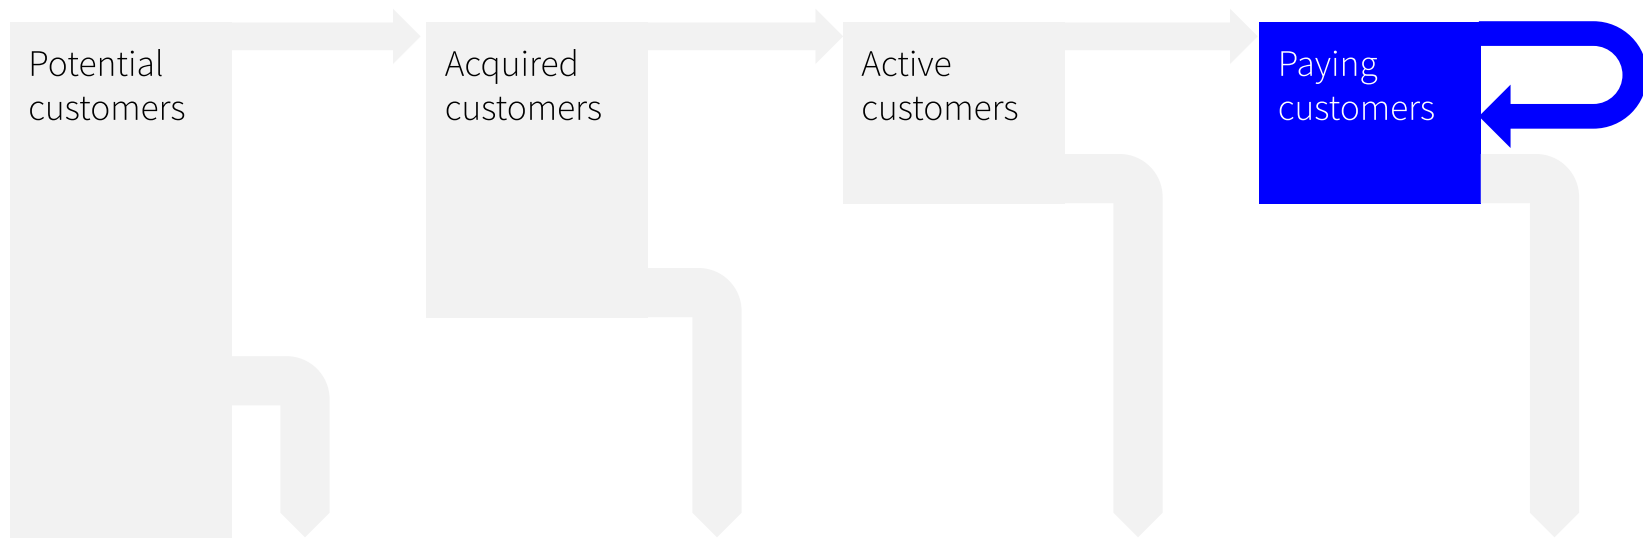 Potential
customers
Acquired
customers
Active
customers
Paying
customers